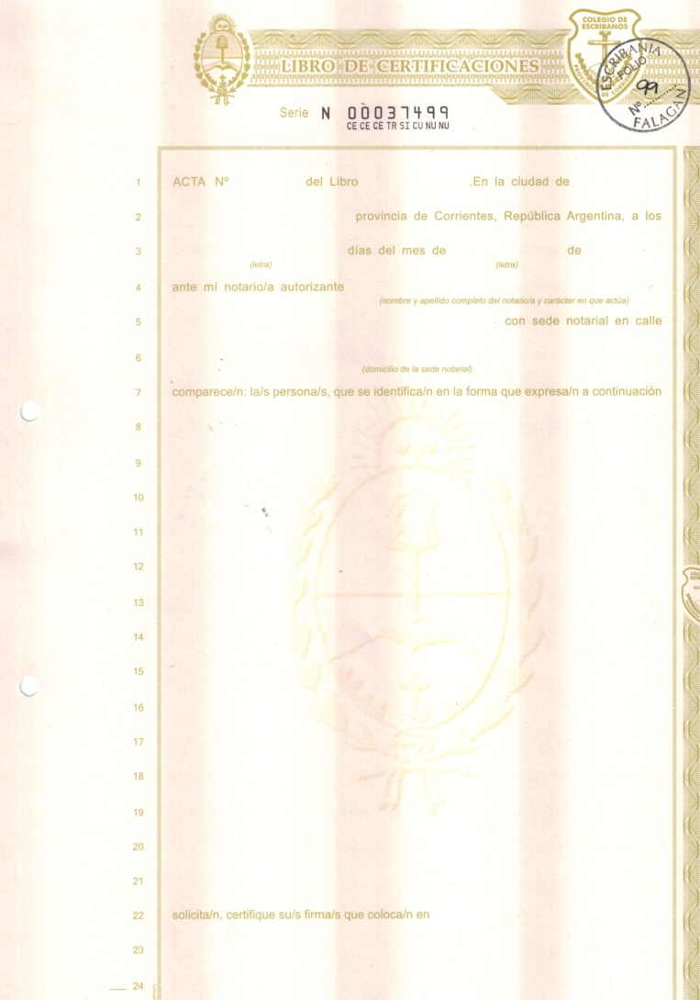 COLEGIO DE
ESCRIBANOS
LIBRO DE CERTIFICACIONES
ESCRIBANIA
FOLIO
Nº 99
FALAGAN
Serie N 00037499
CE CE CE TR SI CU NU NU
1 ACTA Nº del Libro .En la ciudad de
2 provincia de Corrientes, República Argentina, a los
3 días del mes de de
(letra) (letra)
4 ante mí notario/a autorizante
(nombre y apellido completo del notario/a y carácter en que actúa)
5 con sede notarial en calle
6
(domicilio de la sede notarial)
7 comparece/n: la/s persona/s, que se identifica/n en la forma que expresa/n a continuación
8
9
10
11
12
13
14
15
16
17
18
19
20
21
22 solicita/n, certifique su/s firma/s que coloca/n en
23
24